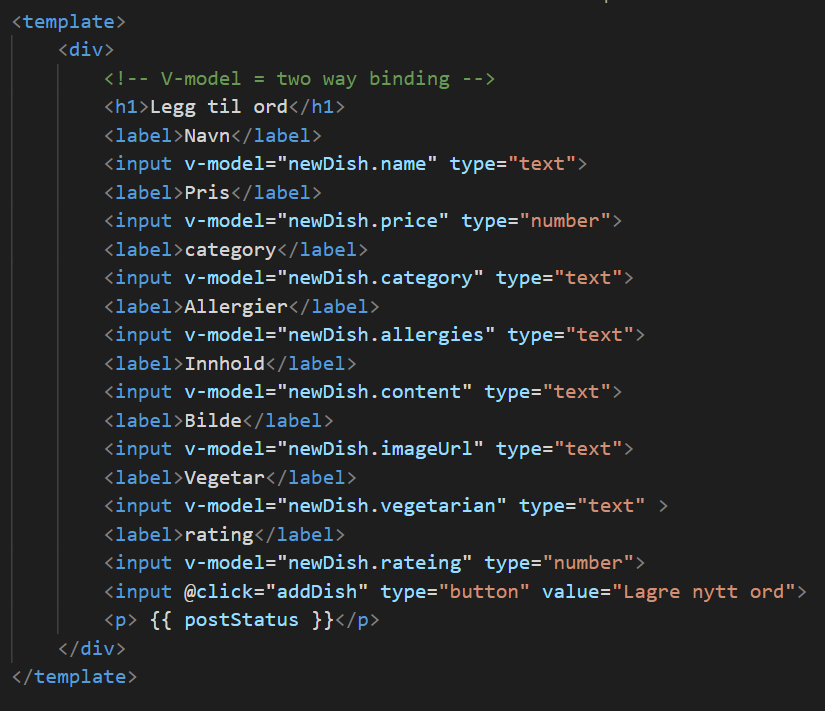 <template>
<div>
<!-- V-model = two way binding -->
<h1>Legg til ord</h1>
<label>Navn</label>
<input v-model="newDish.name" type="text">
<label>Pris</label>
<input v-model="newDish.price" type="number">
<label>category</label>
<input v-model="newDish.category" type="text">
<label>Allergier</label>
<input v-model="newDish.allergies" type="text">
<label>Innhold</label>
<input v-model="newDish.content" type="text">
<label>Bilde</label>
<input v-model="newDish.imageUrl" type="text">
<label>Vegetar</label>
<input v-model="newDish.vegetarian" type="text" >
<label>rating</label>
<input v-model="newDish.rateing" type="number">
<input @click="addDish" type="button" value="Lagre nytt ord">
<p> {{ postStatus }}</p>
</div>
</template>